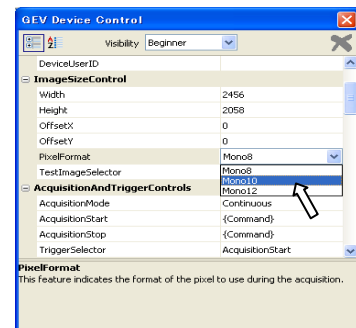 GEV Device Control
Visibility Beginner
DeviceUserID
ImageSizeControl
Width 2456
Height 2058
OffsetX 0
OffsetY 0
PixelFormat Mono8
TestImageSelector Mono8
Mono10
AcquisitionAndTriggerControls Mono12
AcquisitionMode Continuous
AcquisitionStart {Command}
AcquisitionStop {Command}
TriggerSelector AcquisitionStart
PixelFormat
This feature indicates the format of the pixel to use during the acquisition.